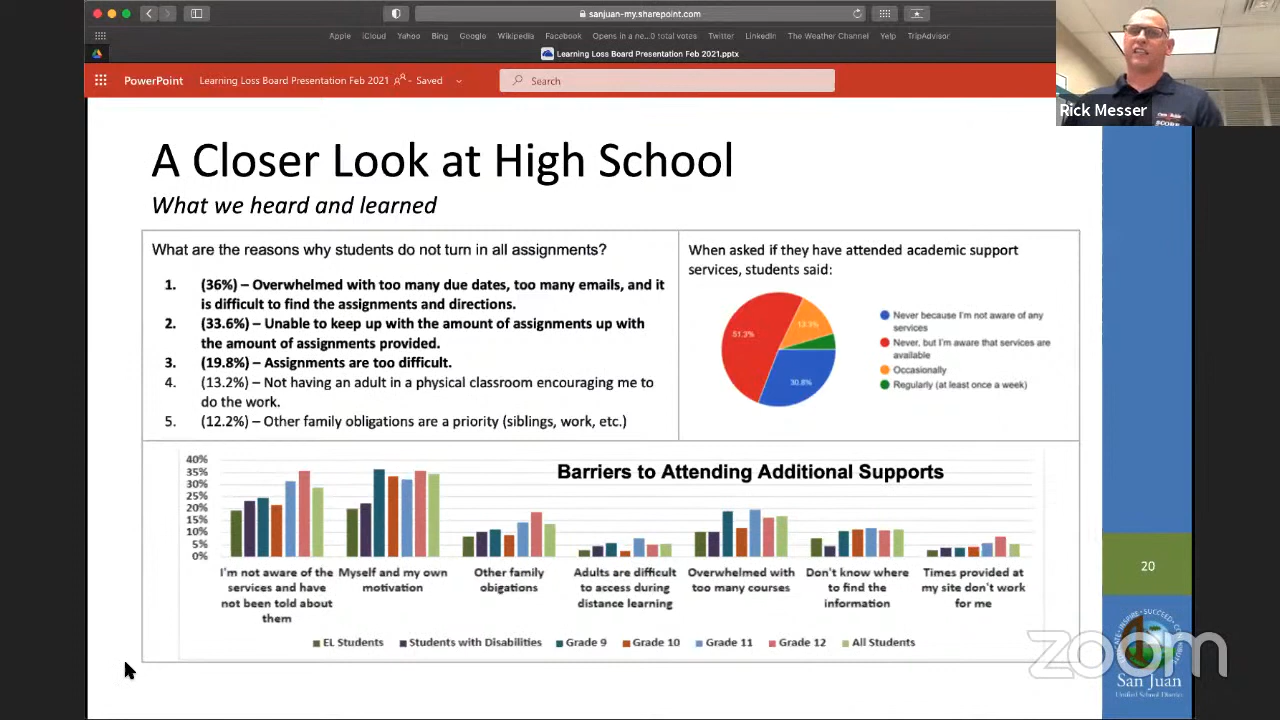 sanjuan-my.sharepoint.com
Apple iCloud Yahoo Bing Google Wikipedia Facebook Opens in a ne...0 total votes Twitter LinkedIn The Weather Channel Yelp TripAdvisor
Learning Loss Board Presentation Feb 2021.pptx
PowerPoint Learning Loss Board Presentation Feb 2021 - Saved
Search
Rick Messer
A Closer Look at High School
What we heard and learned
What are the reasons why students do not turn in all assignments?
1. (36%) – Overwhelmed with too many due dates, too many emails, and it
is difficult to find the assignments and directions.
2. (33.6%) – Unable to keep up with the amount of assignments up with
the amount of assignments provided.
3. (19.8%) – Assignments are too difficult.
4. (13.2%) – Not having an adult in a physical classroom encouraging me to
do the work.
5. (12.2%) – Other family obligations are a priority (siblings, work, etc.)
When asked if they have attended academic support
services, students said:
51.3%
13.3%
30.8%
Never because I'm not aware of any
services
Never, but I'm aware that services are
available
Occasionally
Regularly (at least once a week)
Barriers to Attending Additional Supports
40%
35%
30%
25%
20%
15%
10%
5%
0%
I'm not aware of the
services and have
not been told about
them
Myself and my own
motivation
Other family
obigations
Adults are difficult
to access during
distance learning
Overwhelmed with
too many courses
Don't know where
to find the
information
Times provided at
my site don't work
for me
EL Students Students with Disabilities Grade 9 Grade 10 Grade 11 Grade 12 All Students
20
zoom
San Juan
Unified School District